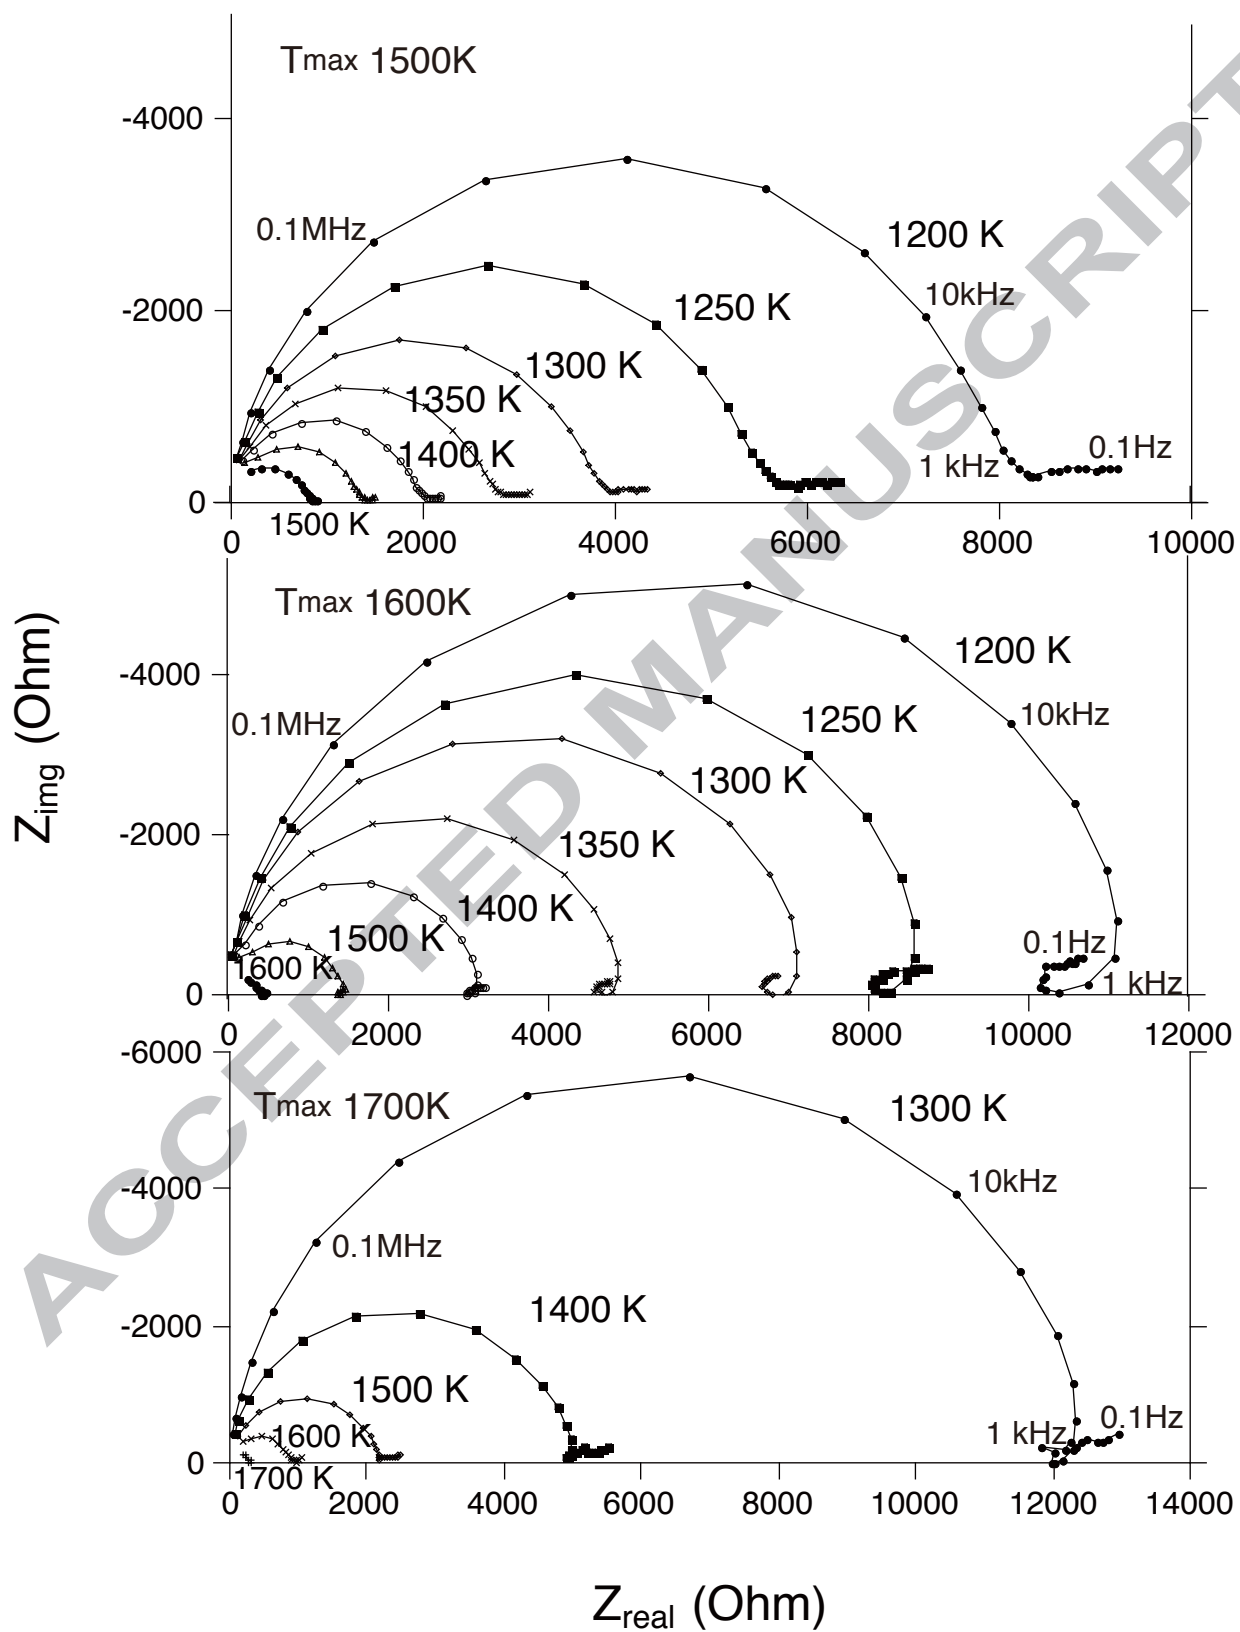 Tmax 1500K
-4000
0.1MHz
1200 K
10kHz
-2000
1250 K
1300 K
1350 K
1400 K
1 kHz
0.1Hz
0
1500 K
0 2000 4000 6000 8000 10000
Tmax 1600K
1200 K
-4000
0.1MHz
10kHz
1250 K
1300 K
-2000
1350 K
1400 K
1500 K
0.1Hz
1600 K
1 kHz
0
0 2000 4000 6000 8000 10000 12000
-6000
Tmax 1700K
1300 K
-4000
10kHz
0.1MHz
-2000
1400 K
1500 K
0.1Hz
1600 K
1 kHz
0
1700 K
0 2000 4000 6000 8000 10000 12000 14000
Zimg (Ohm)
Zreal (Ohm)
ACCEPTED MANUSCRIPT